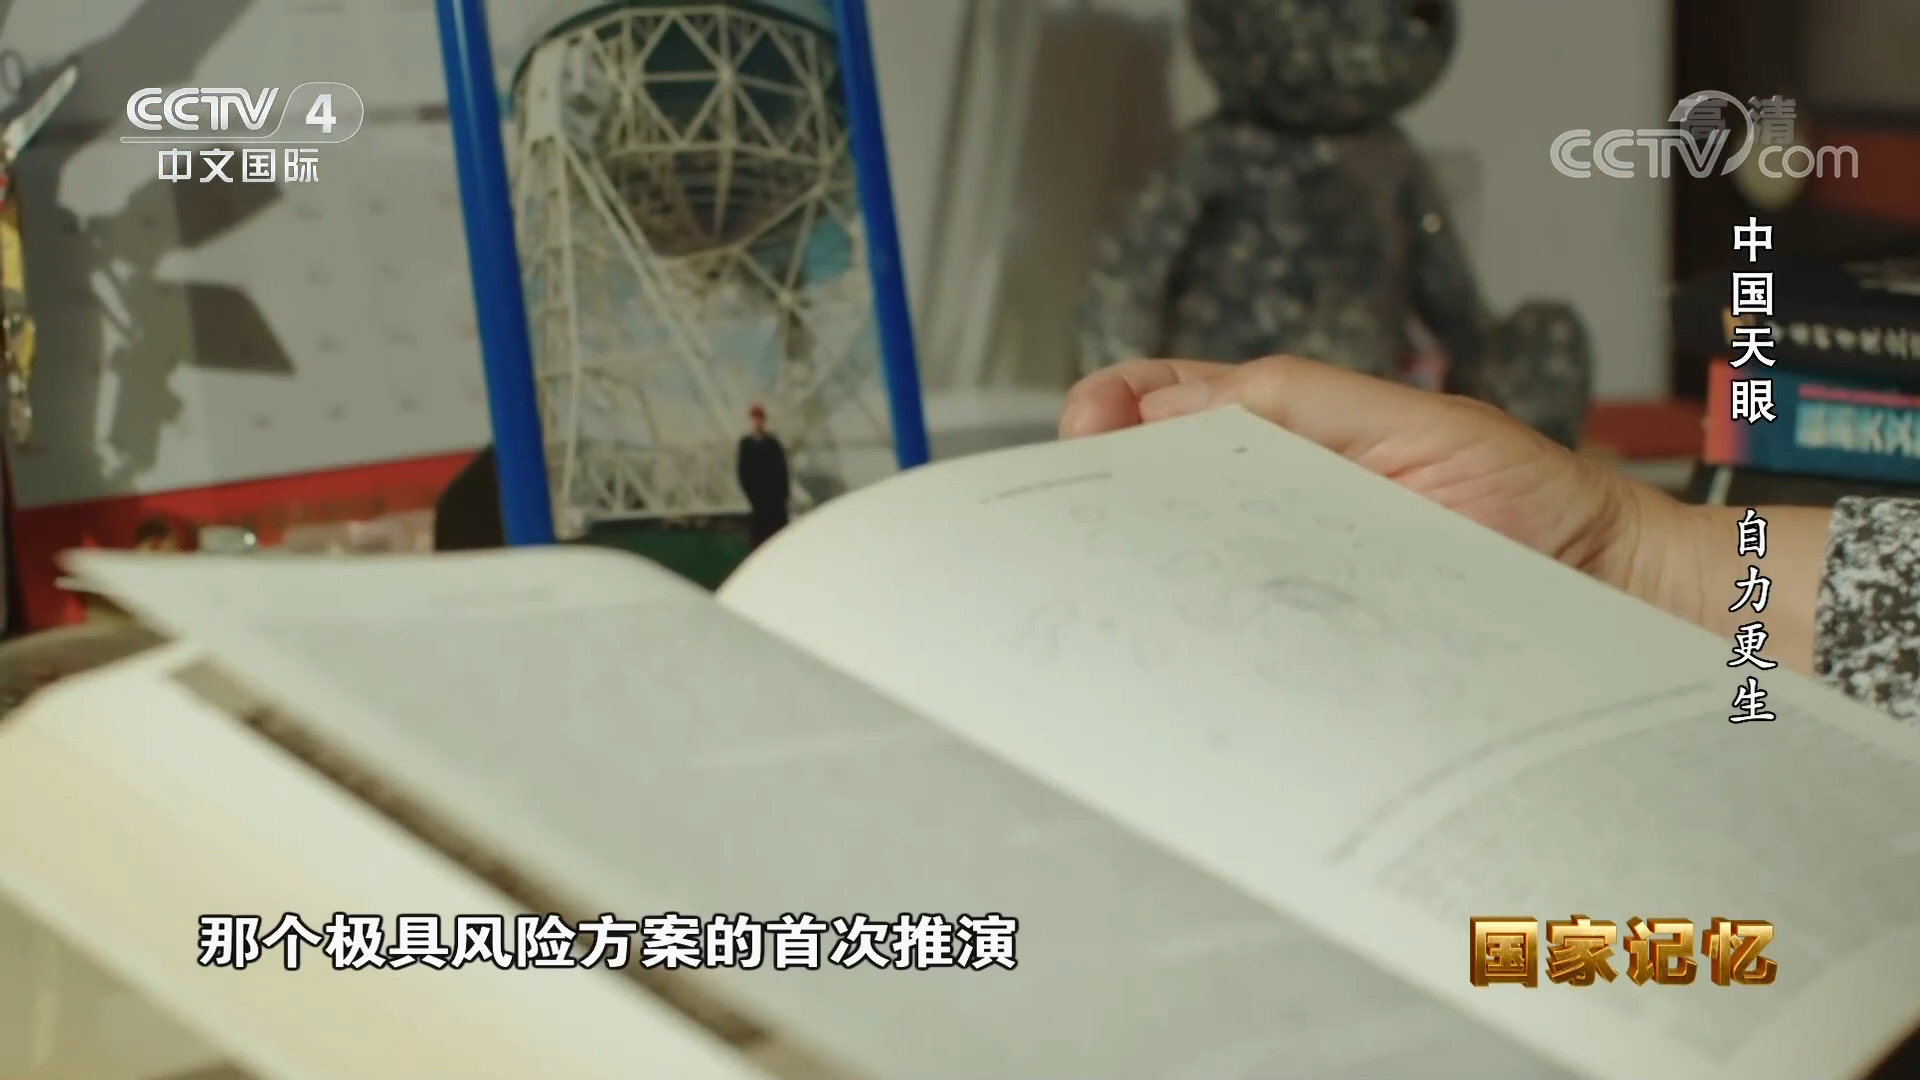 CCTV 4
中文国际
高清
CCTV com
中国天眼
自力更生
那个极具风险方案的首次推演
国家记忆